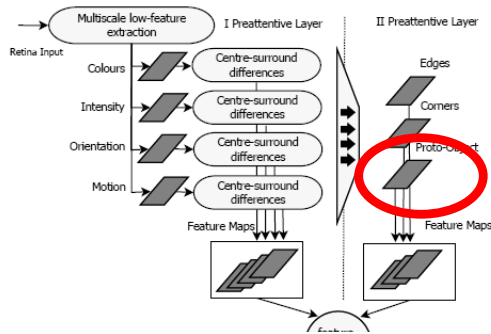 Multiscale low-feature
extraction
I Preattentive Layer
II Preattentive Layer
Retina Input
Colours
Centre-surround
differences
Intensity
Centre-surround
differences
Orientation
Centre-surround
differences
Motion
Centre-surround
differences
Edges
Corners
Proto-Object
Feature Maps
Feature Maps
feature